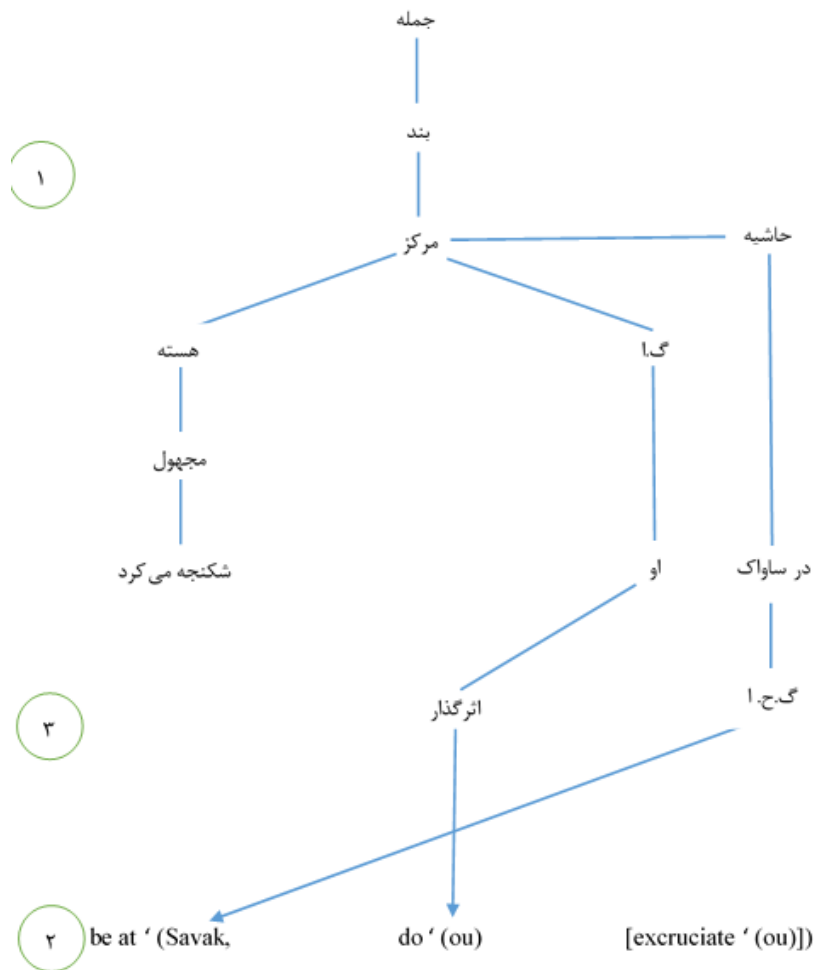 جمله
بند
۱
حاشیه
مرکز
گ.ا
هسته
مجهول
در ساواک
او
شکنجه می کرد
گ.ح. ا
اثرگذار
۳
۲ be at ‘ (Savak, do ‘ (ou) [excruciate ‘ (ou)])